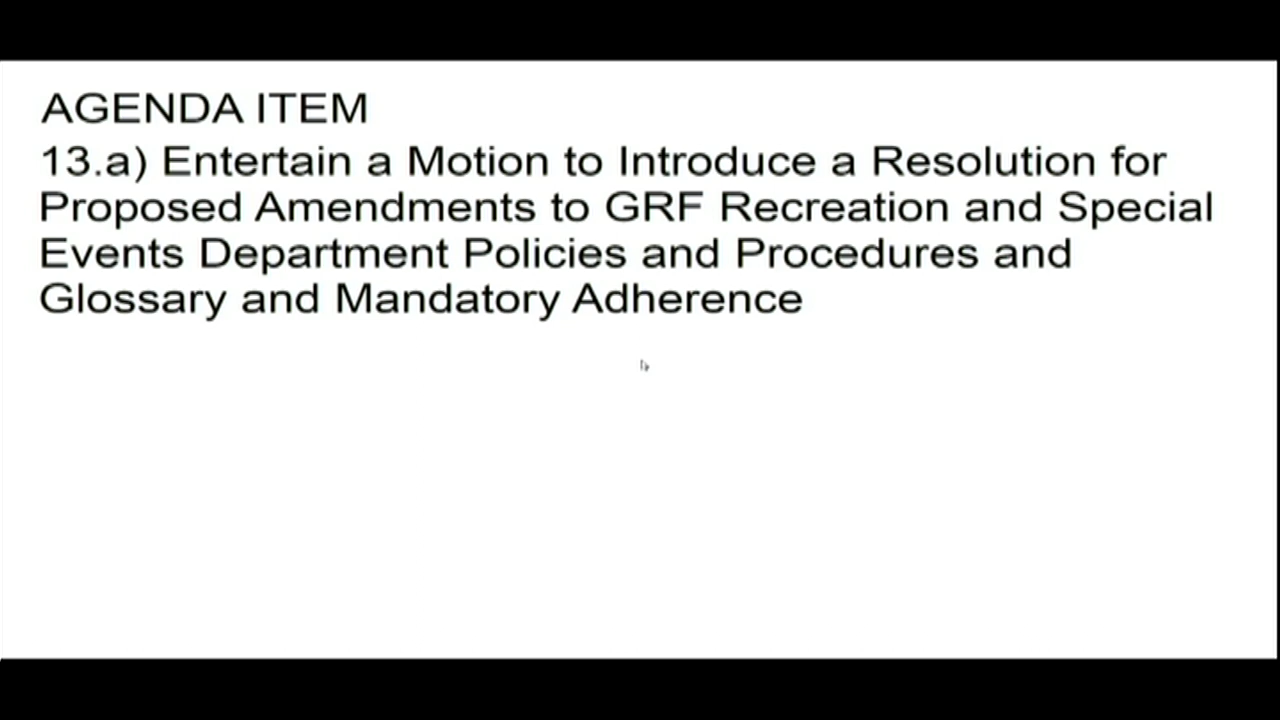 AGENDA ITEM
13.a) Entertain a Motion to Introduce a Resolution for
Proposed Amendments to GRF Recreation and Special
Events Department Policies and Procedures and
Glossary and Mandatory Adherence